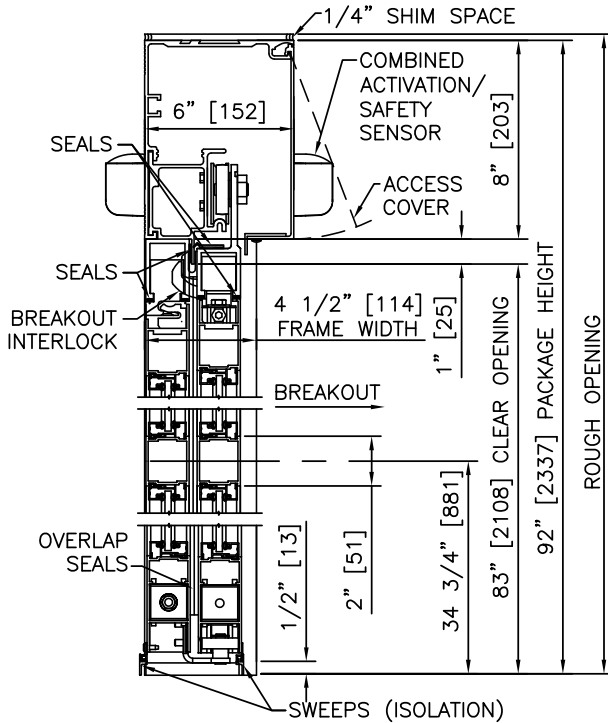 1/4” SHIM SPACE
COMBINED
ACTIVATION/
SAFETY
SENSOR
6” [152]
8” [203]
SEALS
ACCESS
COVER
SEALS
4 1/2” [114]
FRAME WIDTH
BREAKOUT
INTERLOCK
1” [25]
BREAKOUT
83” [2108] CLEAR OPENING
92” [2337] PACKAGE HEIGHT
ROUGH OPENING
OVERLAP
SEALS
1/2” [13]
2” [51]
34 3/4” [881]
SWEEPS (ISOLATION)